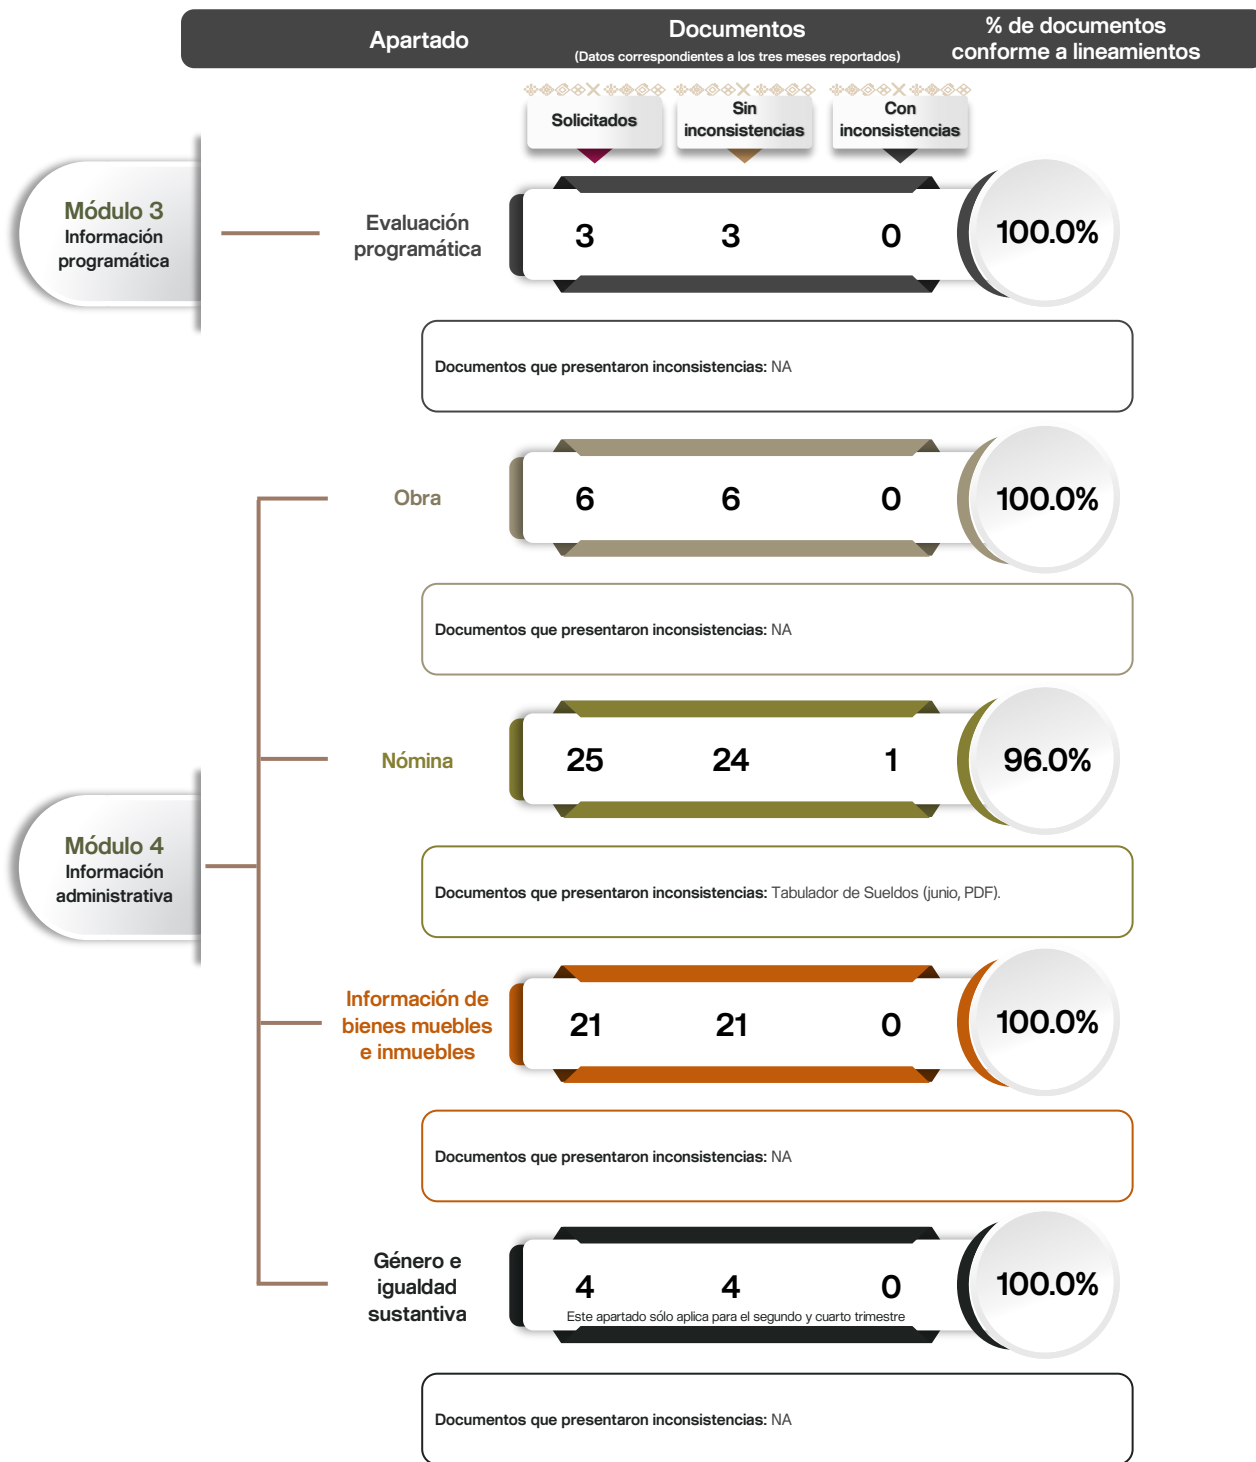 Apartado
Documentos
(Datos correspondientes a los tres meses reportados)
% de documentos
conforme a lineamientos
Solicitados
Sin
inconsistencias
Con
inconsistencias
Módulo 3
Información
programática
Evaluación
programática
3 3 0 100.0%
Documentos que presentaron inconsistencias: NA
Obra
6 6 0 100.0%
Documentos que presentaron inconsistencias: NA
Módulo 4
Información
administrativa
Nómina
25 24 1 96.0%
Documentos que presentaron inconsistencias: Tabulador de Sueldos (junio, PDF).
Información de
bienes muebles
e inmuebles
21 21 0 100.0%
Documentos que presentaron inconsistencias: NA
Género e
igualdad
sustantiva
4 4 0 100.0%
Este apartado sólo aplica para el segundo y cuarto trimestre
Documentos que presentaron inconsistencias: NA